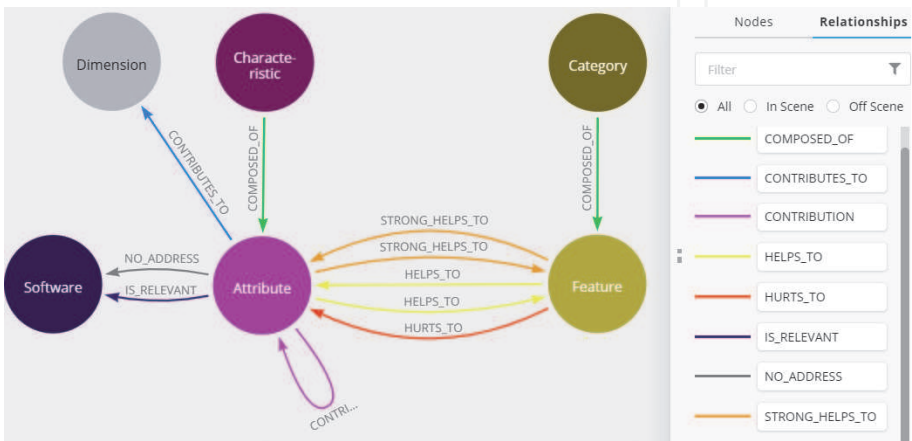 Dimension
Characte-
ristic
Category
CONTRIBUTES_TO
COMPOSED_OF
COMPOSED_OF
STRONG_HELPS_TO
STRONG_HELPS_TO
NO_ADDRESS
HELPS_TO
Software
IS_RELEVANT
Attribute
Feature
HELPS_TO
HURTS_TO
CONTRI...
Nodes
Relationships
Filter
All
In Scene
Off Scene
COMPOSED_OF
CONTRIBUTES_TO
CONTRIBUTION
HELPS_TO
HURTS_TO
IS_RELEVANT
NO_ADDRESS
STRONG_HELPS_TO